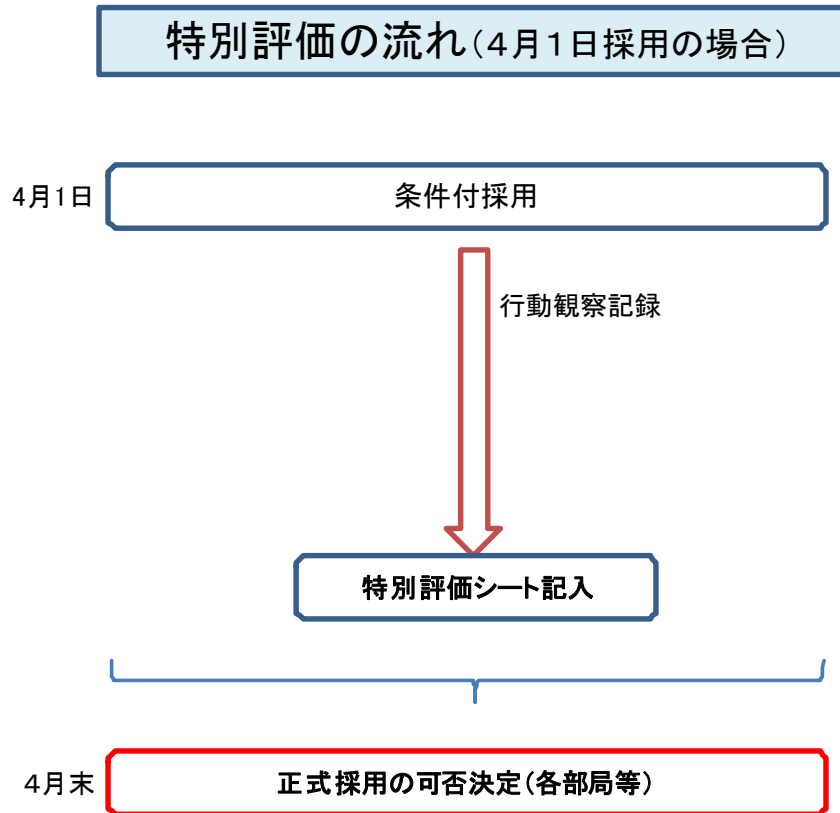 特別評価の流れ(4月1日採用の場合)
4月1日
条件付採用
行動観察記録
特別評価シート記入
4月末
正式採用の可否決定(各部局等)